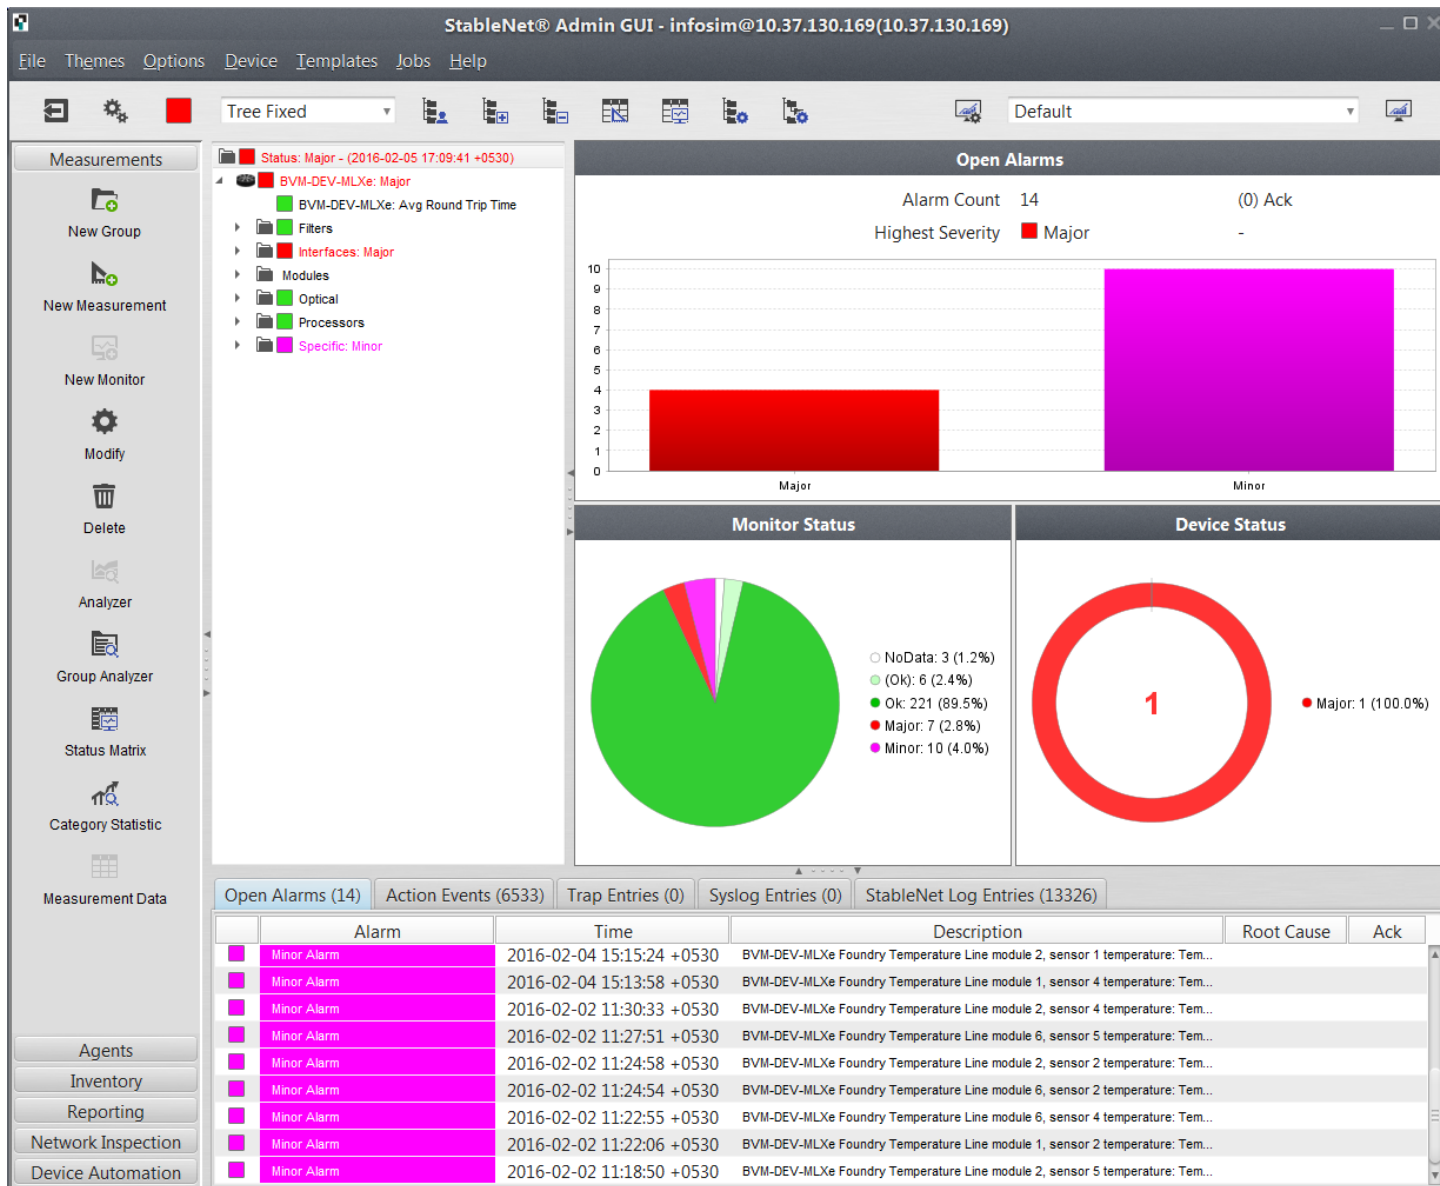 StableNet® Admin GUI - infosim@10.37.130.169(10.37.130.169)
File Themes Options Device Templates Jobs Help
Tree Fixed
Default
Measurements
New Group
New Measurement
New Monitor
Modify
Delete
Analyzer
Group Analyzer
Status Matrix
Category Statistic
Measurement Data
Agents
Inventory
Reporting
Network Inspection
Device Automation
Status: Major - (2016-02-05 17:09:41 +0530)
BVM-DEV-MLXe: Major
BVM-DEV-MLXe: Avg Round Trip Time
Filters
Interfaces: Major
Modules
Optical
Processors
Specific: Minor
Open Alarms
Alarm Count 14 (0) Ack
Highest Severity Major -
10
9
8
7
6
5
4
3
2
1
0
Major Minor
Monitor Status
NoData: 3 (1.2%)
(Ok): 6 (2.4%)
Ok: 221 (89.5%)
Major: 7 (2.8%)
Minor: 10 (4.0%)
Device Status
1
Major: 1 (100.0%)
Open Alarms (14) Action Events (6533) Trap Entries (0) Syslog Entries (0) StableNet Log Entries (13326)
Alarm Time Description Root Cause Ack
Minor Alarm 2016-02-04 15:15:24 +0530 BVM-DEV-MLXe Foundry Temperature Line module 2, sensor 1 temperature: Tem...
Minor Alarm 2016-02-04 15:13:58 +0530 BVM-DEV-MLXe Foundry Temperature Line module 1, sensor 4 temperature: Tem...
Minor Alarm 2016-02-02 11:30:33 +0530 BVM-DEV-MLXe Foundry Temperature Line module 2, sensor 4 temperature: Tem...
Minor Alarm 2016-02-02 11:27:51 +0530 BVM-DEV-MLXe Foundry Temperature Line module 6, sensor 5 temperature: Tem...
Minor Alarm 2016-02-02 11:24:58 +0530 BVM-DEV-MLXe Foundry Temperature Line module 2, sensor 2 temperature: Tem...
Minor Alarm 2016-02-02 11:24:54 +0530 BVM-DEV-MLXe Foundry Temperature Line module 6, sensor 2 temperature: Tem...
Minor Alarm 2016-02-02 11:22:55 +0530 BVM-DEV-MLXe Foundry Temperature Line module 6, sensor 4 temperature: Tem...
Minor Alarm 2016-02-02 11:22:06 +0530 BVM-DEV-MLXe Foundry Temperature Line module 1, sensor 2 temperature: Tem...
Minor Alarm 2016-02-02 11:18:50 +0530 BVM-DEV-MLXe Foundry Temperature Line module 2, sensor 5 temperature: Tem...